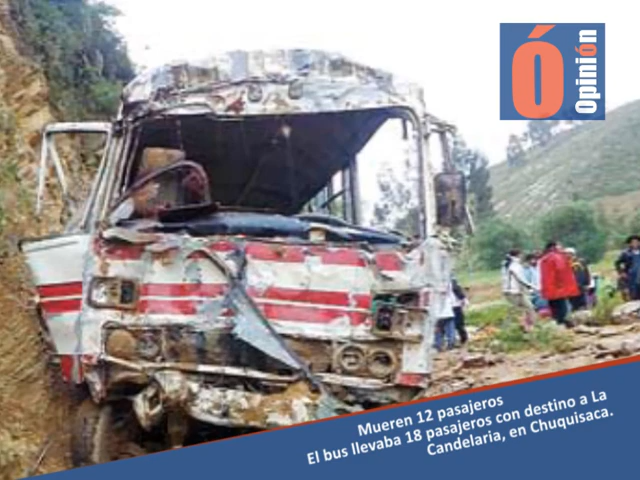 Ó
Opinión
Mueren 12 pasajeros
El bus llevaba 18 pasajeros con destino a La
Candelaria, en Chuquisaca.